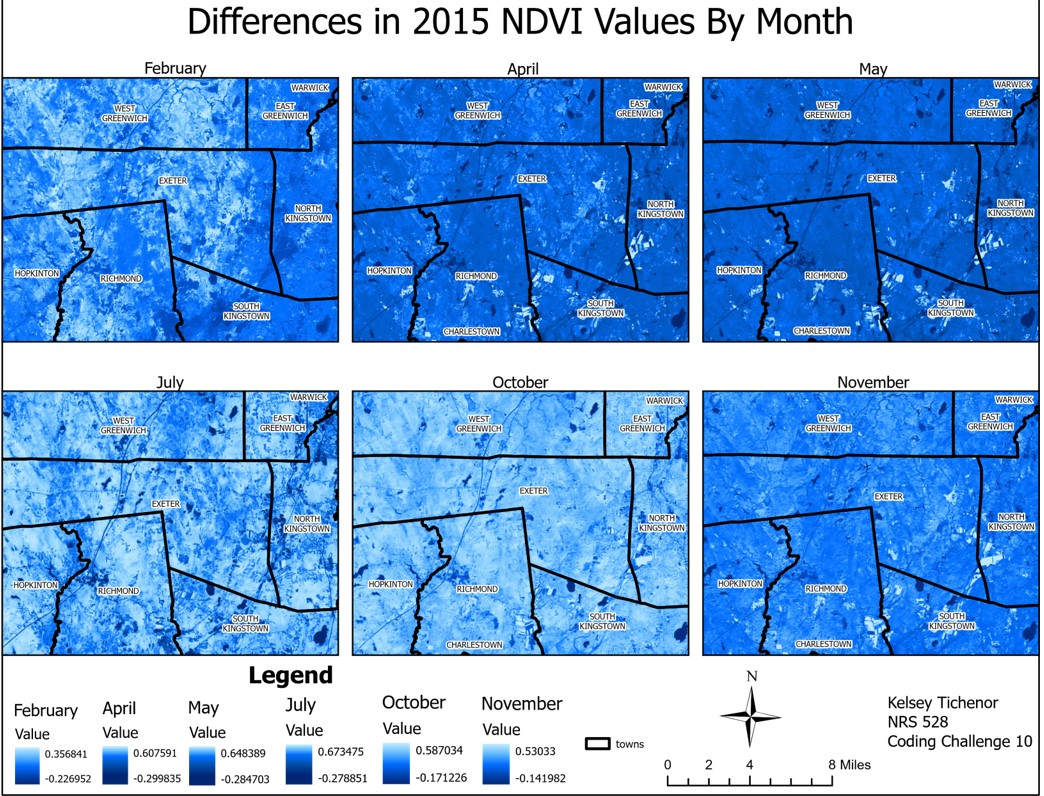 Differences in 2015 NDVI Values By Month
February
WARWICK
WEST
GREENWICH
EAST
GREENWICH
EXETER
NORTH
KINGSTOWN
HOPKINTON
RICHMOND
SOUTH
KINGSTOWN
April
WARWICK
WEST
GREENWICH
EAST
GREENWICH
EXETER
NORTH
KINGSTOWN
HOPKINTON
RICHMOND
SOUTH
KINGSTOWN
CHARLESTOWN
May
WARWICK
WEST
GREENWICH
EAST
GREENWICH
EXETER
NORTH
KINGSTOWN
HOPKINTON
RICHMOND
SOUTH
KINGSTOWN
CHARLESTOWN
July
WARWICK
WEST
GREENWICH
EAST
GREENWICH
EXETER
NORTH
KINGSTOWN
HOPKINTON
RICHMOND
SOUTH
KINGSTOWN
October
WARWICK
WEST
GREENWICH
EAST
GREENWICH
EXETER
NORTH
KINGSTOWN
HOPKINTON
RICHMOND
SOUTH
KINGSTOWN
CHARLESTOWN
November
WARWICK
WEST
GREENWICH
EAST
GREENWICH
EXETER
NORTH
KINGSTOWN
HOPKINTON
RICHMOND
SOUTH
KINGSTOWN
CHARLESTOWN
Legend
February
Value
0.356841
-0.226952
April
Value
0.607591
-0.299835
May
Value
0.648389
-0.284703
July
Value
0.673475
-0.278851
October
Value
0.587034
-0.171226
November
Value
0.53033
-0.141982
towns
N
0 2 4 8 Miles
Kelsey Tichenor
NRS 528
Coding Challenge 10